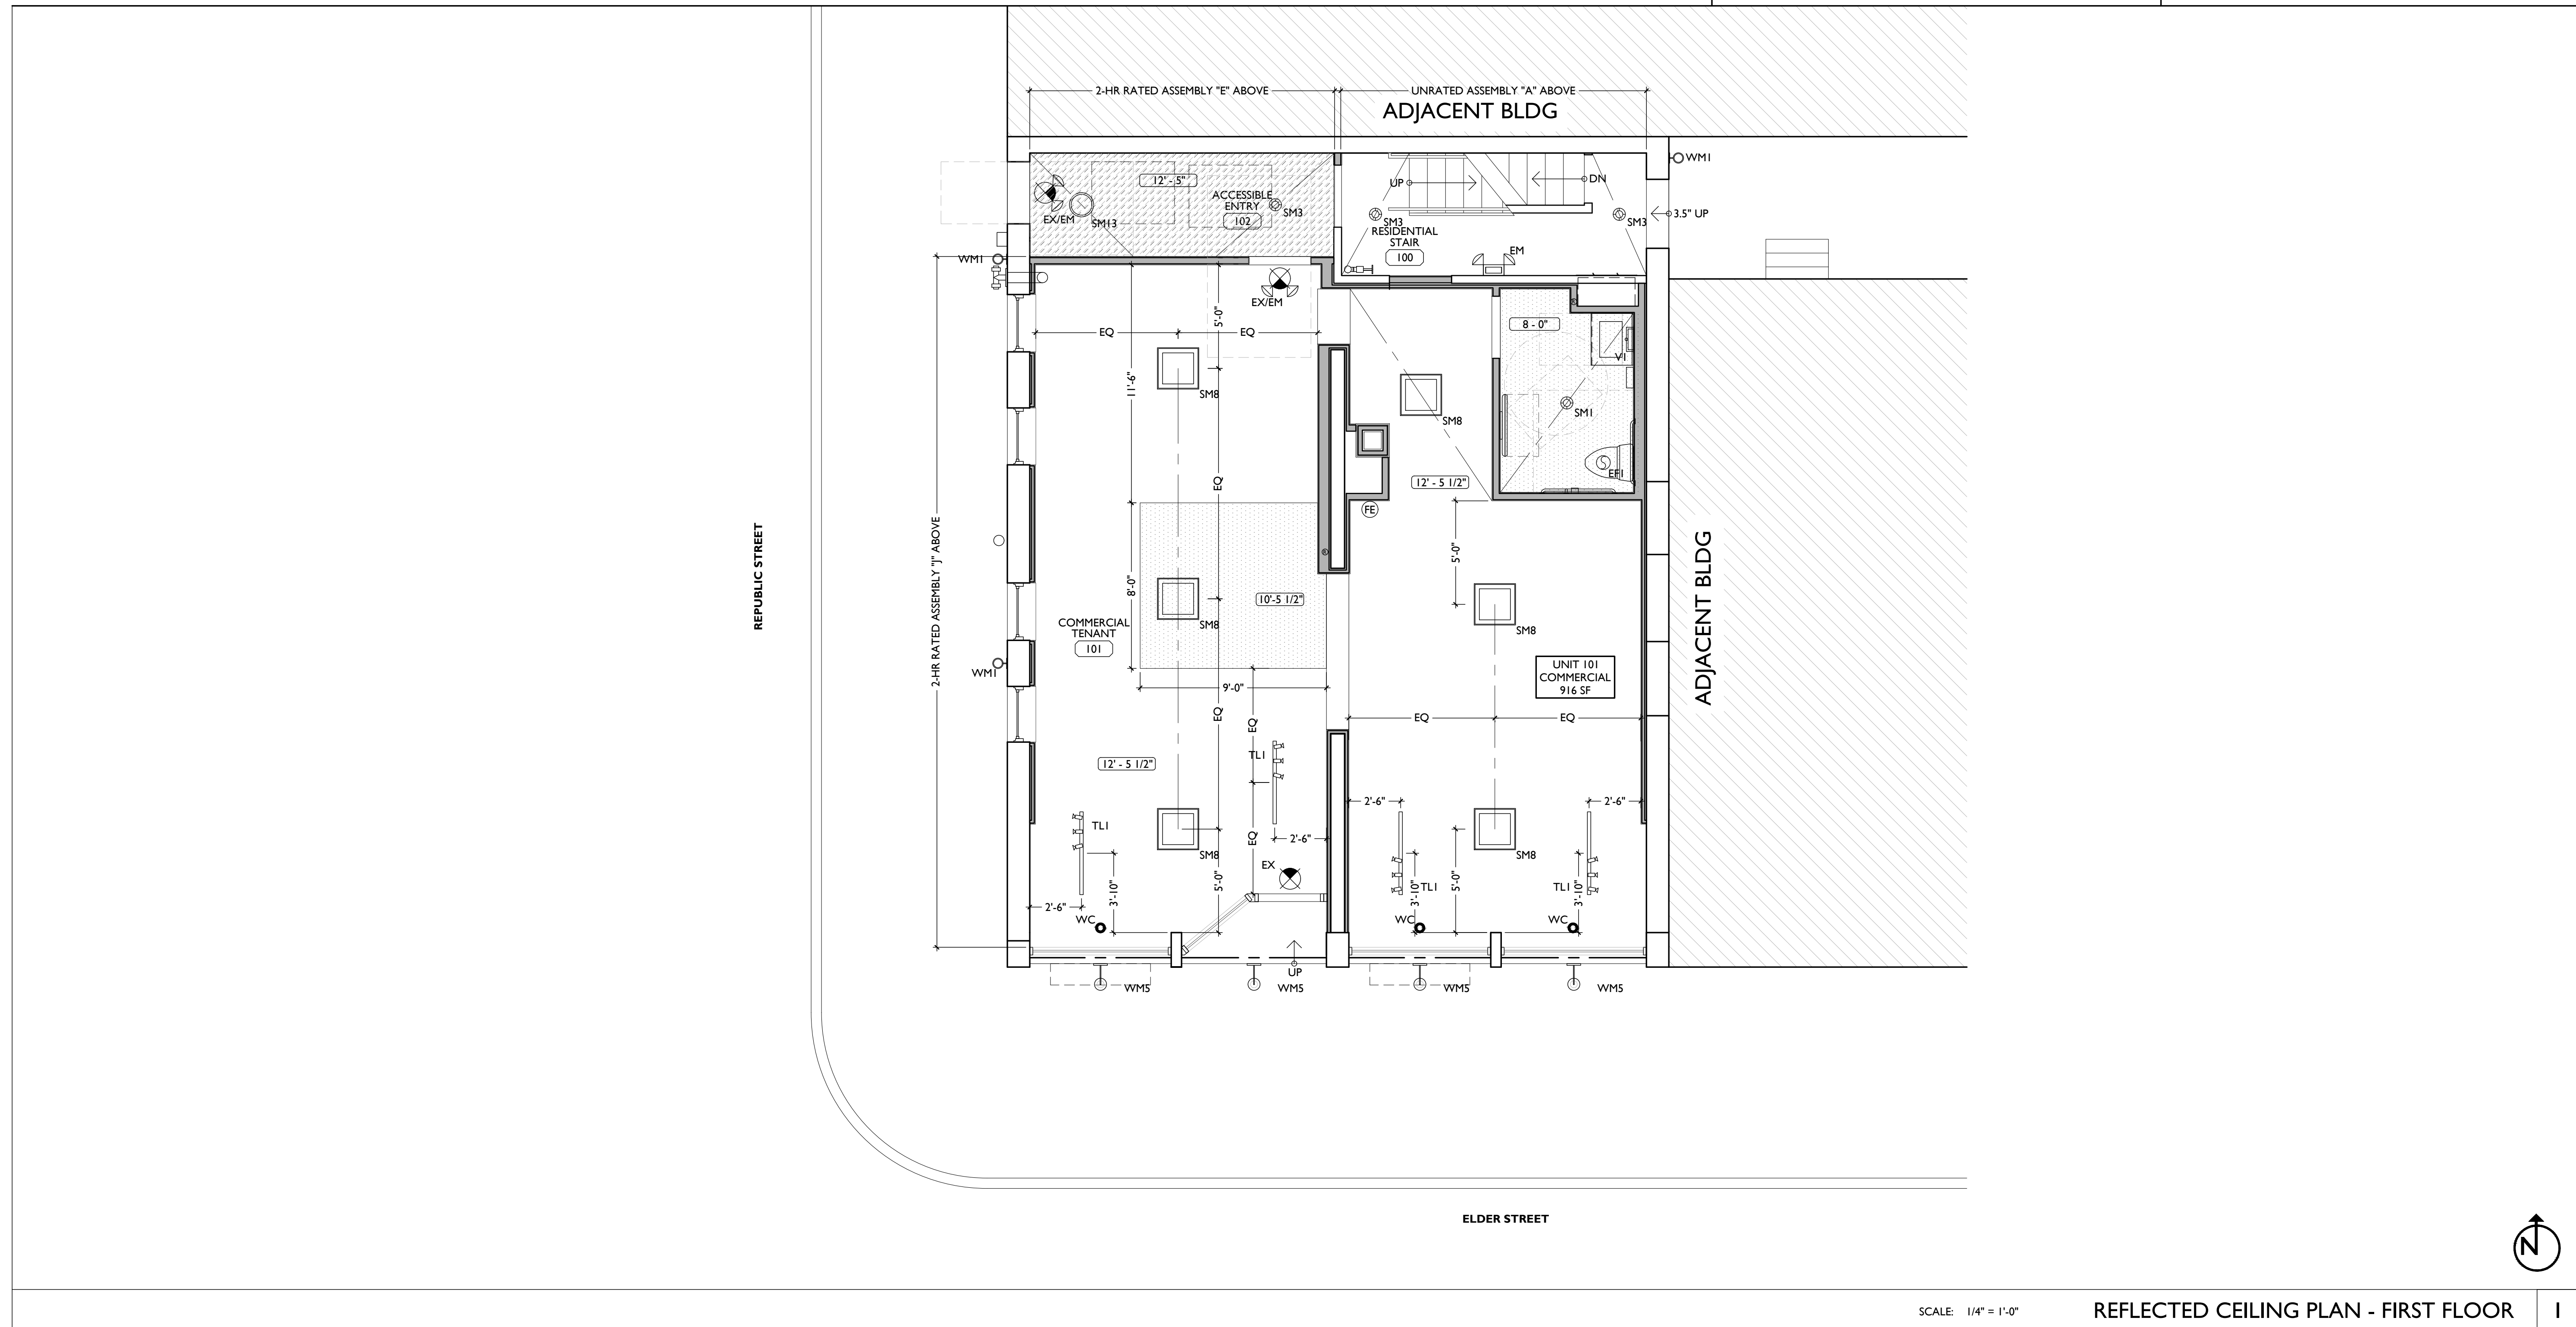 2-HR RATED ASSEMBLY "E" ABOVE
UNRATED ASSEMBLY "A" ABOVE
ADJACENT BLDG
WM1
12' - 5"
UP
DN
ACCESSIBLE
ENTRY
102
SM3
EX/EM
SM13
SM3
SM3
3.5" UP
RESIDENTIAL
STAIR
100
EM
WM1
EX/EM
5'-0"
8 - 0"
EQ
EQ
V1
11'-6"
SM8
SM1
SM8
EF1
EQ
12' - 5 1/2"
FE
REPUBLIC STREET
2-HR RATED ASSEMBLY "J" ABOVE
5'-0"
ADJACENT BLDG
8'-0"
10'-5 1/2"
COMMERCIAL
TENANT
101
SM8
SM8
WM1
UNIT 101
COMMERCIAL
916 SF
9'-0"
EQ
EQ
EQ
EQ
TL1
12' - 5 1/2"
2'-6"
2'-6"
TL1
EQ
2'-6"
SM8
SM8
EX
5'-0"
3'-10"
3'-10"
TL1
5'-0"
TL1
3'-10"
2'-6"
WC
WC
WC
UP
WM5
WM5
WM5
WM5
ELDER STREET
N
SCALE: 1/4" = 1'-0"
REFLECTED CEILING PLAN - FIRST FLOOR
1